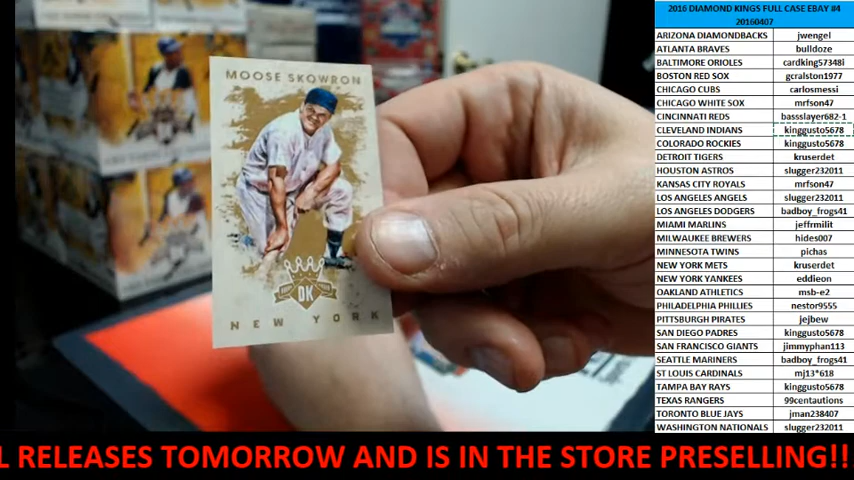 2016 DIAMOND KINGS FULL CASE EBAY #4
20160407
ARIZONA DIAMONDBACKS jwengel
ATLANTA BRAVES bulldoze
BALTIMORE ORIOLES cardking57348i
BOSTON RED SOX gcralston1977
CHICAGO CUBS carlosmessi
CHICAGO WHITE SOX mrfson47
CINCINNATI REDS bassslayer682-1
CLEVELAND INDIANS kinggusto5678
COLORADO ROCKIES kinggusto5678
DETROIT TIGERS kruserdet
HOUSTON ASTROS slugger232011
KANSAS CITY ROYALS mrfson47
LOS ANGELES ANGELS slugger232011
LOS ANGELES DODGERS badboy_frogs41
MIAMI MARLINS jeffrmilit
MILWAUKEE BREWERS hides007
MINNESOTA TWINS pichas
NEW YORK METS kruserdet
NEW YORK YANKEES eddieon
OAKLAND ATHLETICS msb-e2
PHILADELPHIA PHILLIES nestor9555
PITTSBURGH PIRATES jejbew
SAN DIEGO PADRES kinggusto5678
SAN FRANCISCO GIANTS jimmyphan113
SEATTLE MARINERS badboy_frogs41
ST LOUIS CARDINALS mj13*618
TAMPA BAY RAYS kinggusto5678
TEXAS RANGERS 99centautions
TORONTO BLUE JAYS jman238407
WASHINGTON NATIONALS slugger232011
MOOSE SKOWRON
DK
NEW YORK
L RELEASES TOMORROW AND IS IN THE STORE PRESELLING!!